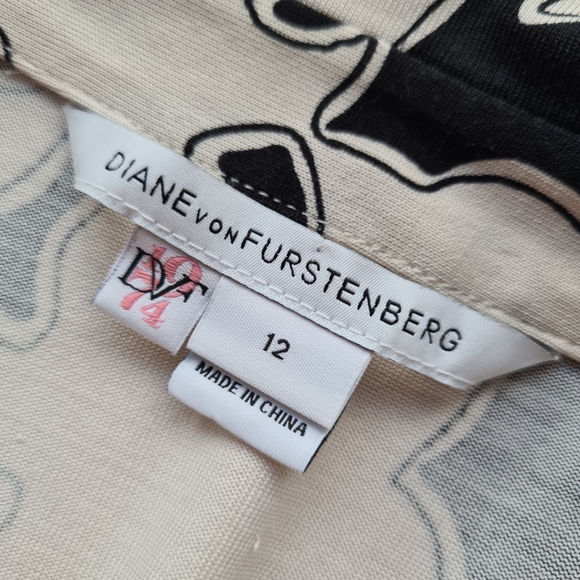 DIANE VON FURSTENBERG
DVF
1974
12
MADE IN CHINA